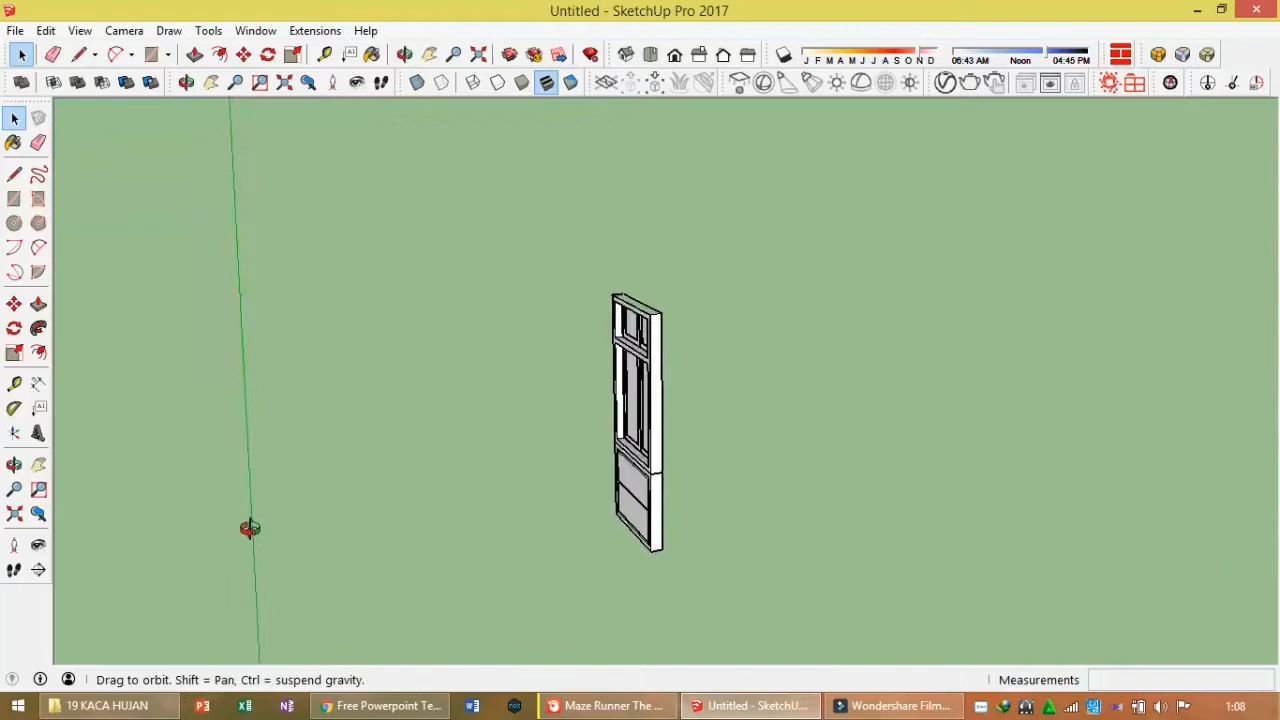 Untitled - SketchUp Pro 2017
File Edit Camera Draw Tools Window Extensions Help
J F M A M J J A S O N D 06:43 AM Noon 04:45 PM
Drag to orbit. Shift = Pan, Ctrl = suspend gravity.
Measurements
19 KACA HUJAN
Free Powerpoint Te...
Maze Runner The ...
Untitled - SketchU...
Wondershare Film...
1:08